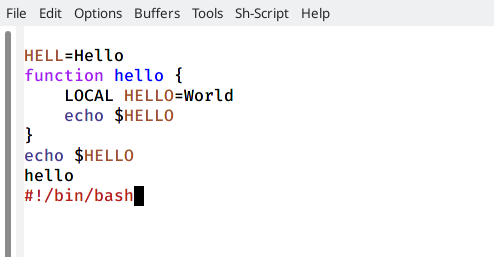 File Edit Options Buffers Tools Sh-Script Help
HELL=Hello
function hello {
    LOCAL HELLO=World
    echo $HELLO
}
echo $HELLO
hello
#!/bin/bash